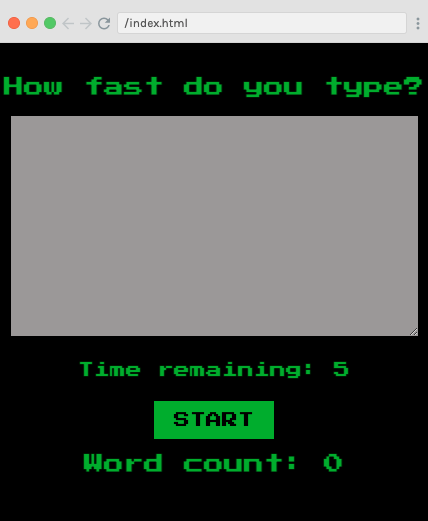 /index.html
How fast do you type?
Time remaining: 5
START
Word count: 0